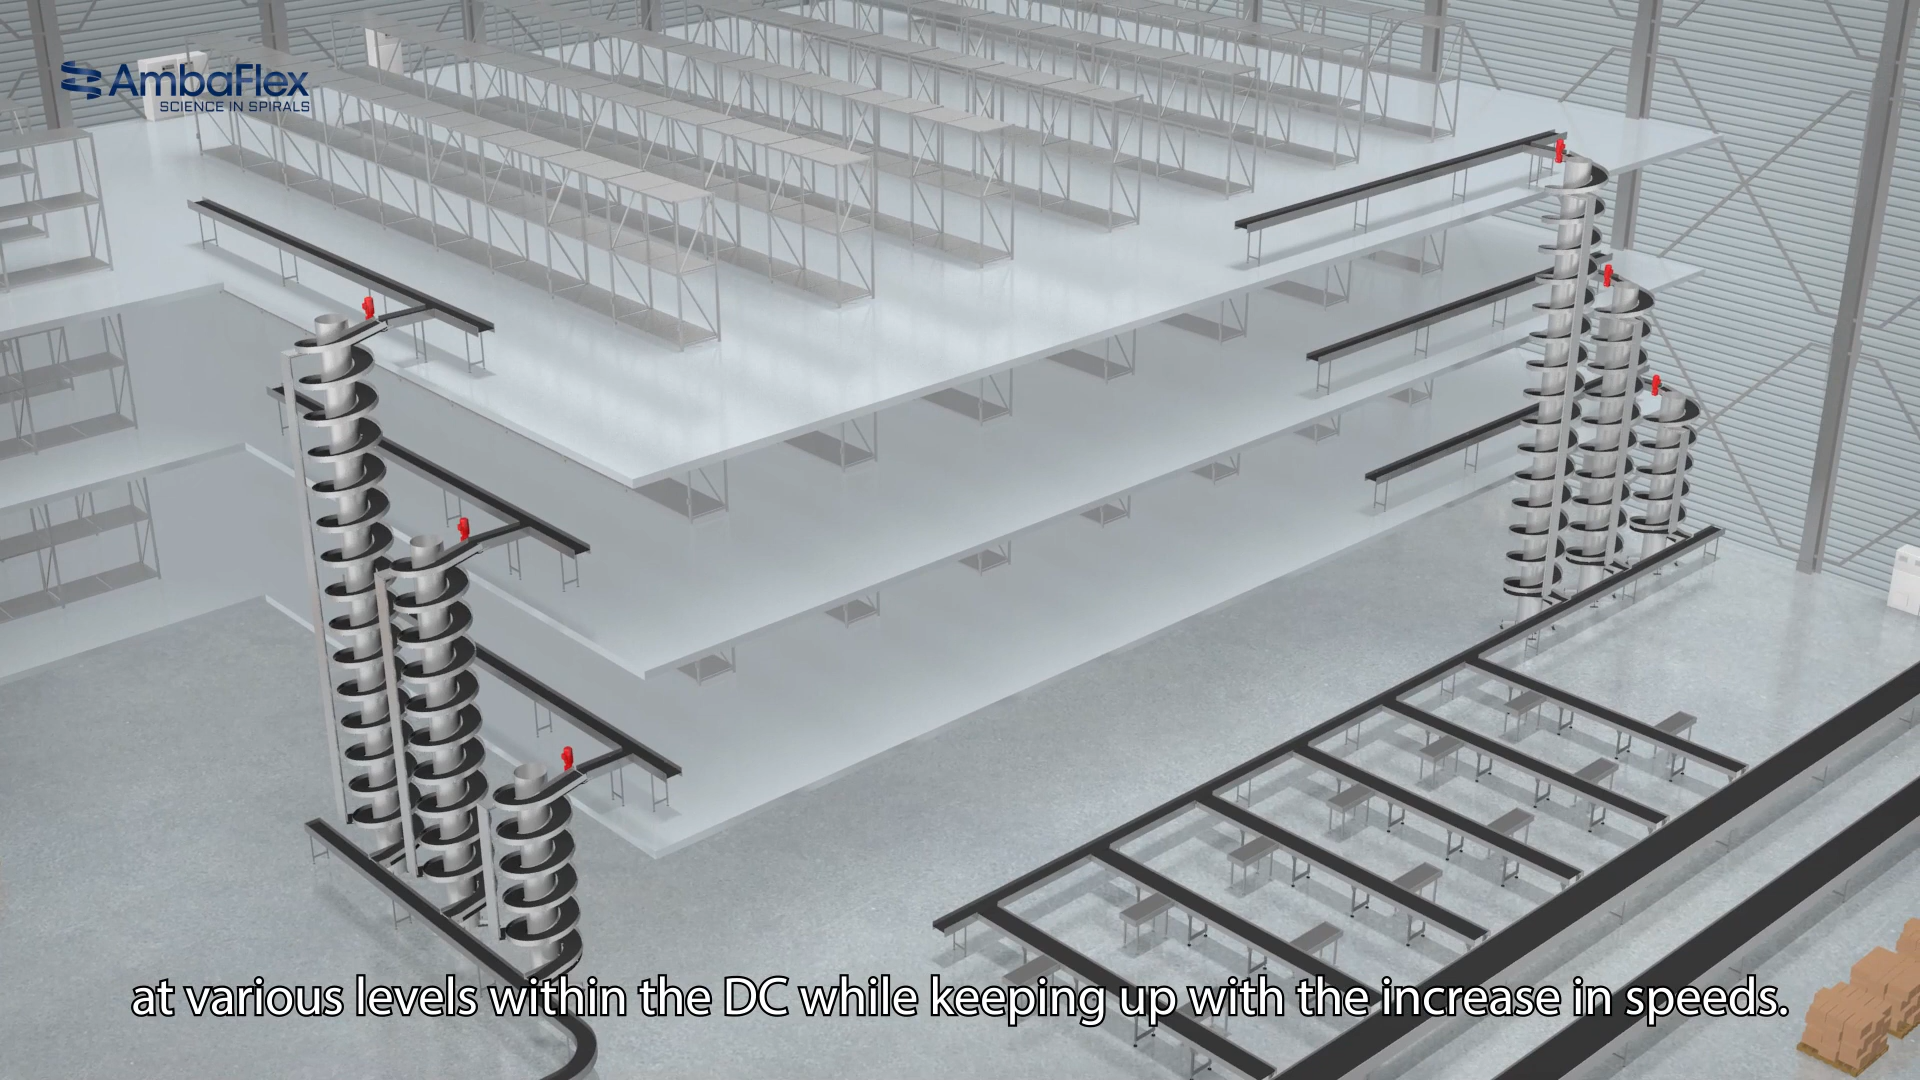 AmbaFlex
SCIENCE IN SPIRALS
at various levels within the DC while keeping up with the increase in speeds.